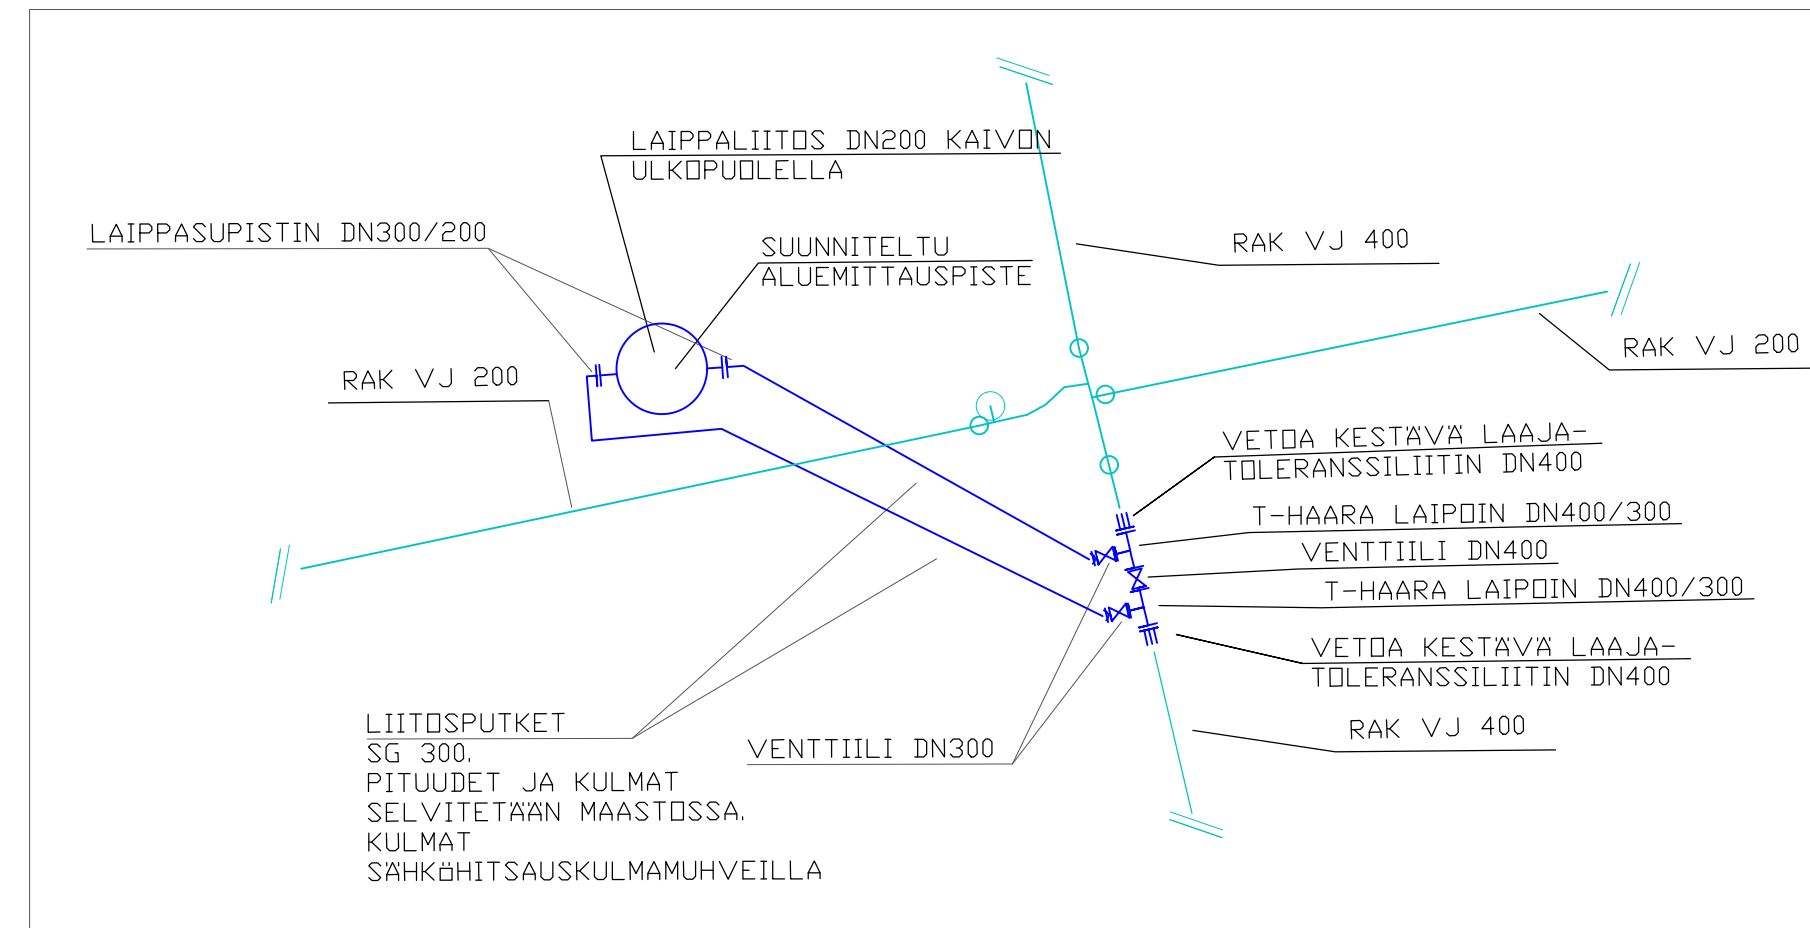 LAIPPALIITOS DN200 KAIVON
ULKOPUOLELLA
LAIPPASUPISTIN DN300/200
SUUNNITELTU
ALUEMITTAUSPISTE
RAK VJ 400
RAK VJ 200
RAK VJ 200
VETOA KESTÄVÄ LAAJA-
TOLERANSSILIITIN DN400
T-HAARA LAIPOIN DN400/300
VENTTIILI DN400
T-HAARA LAIPOIN DN400/300
VETOA KESTÄVÄ LAAJA-
TOLERANSSILIITIN DN400
RAK VJ 400
LIITOSPUTKET
SG 300.
PITUUDET JA KULMAT
SELVITETÄÄN MAASTOSSA.
KULMAT
SÄHKÖHITSAUSKULMAMUHVEILLA
VENTTIILI DN300